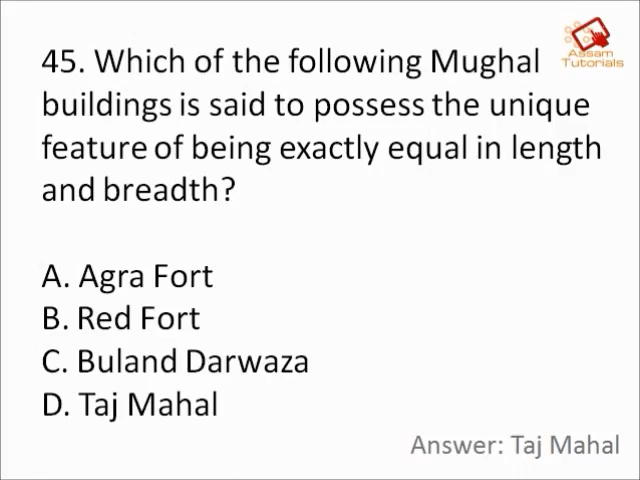 Assam
Tutorials
45. Which of the following Mughal
buildings is said to possess the unique
feature of being exactly equal in length
and breadth?
A. Agra Fort
B. Red Fort
C. Buland Darwaza
D. Taj Mahal
Answer: Taj Mahal